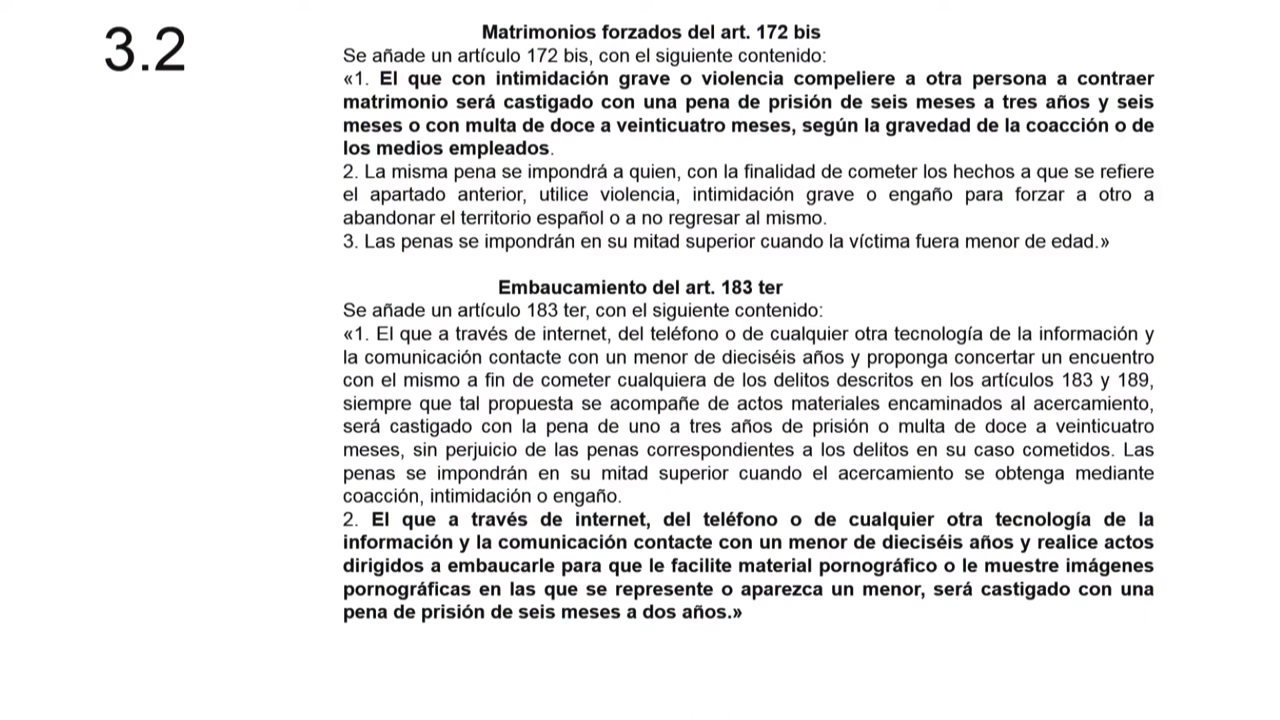 3.2
Matrimonios forzados del art. 172 bis
Se añade un artículo 172 bis, con el siguiente contenido:
«1. El que con intimidación grave o violencia compeliere a otra persona a contraer
matrimonio será castigado con una pena de prisión de seis meses a tres años y seis
meses o con multa de doce a veinticuatro meses, según la gravedad de la coacción o de
los medios empleados.
2. La misma pena se impondrá a quien, con la finalidad de cometer los hechos a que se refiere
el apartado anterior, utilice violencia, intimidación grave o engaño para forzar a otro a
abandonar el territorio español o a no regresar al mismo.
3. Las penas se impondrán en su mitad superior cuando la víctima fuera menor de edad.»
Embaucamiento del art. 183 ter
Se añade un artículo 183 ter, con el siguiente contenido:
«1. El que a través de internet, del teléfono o de cualquier otra tecnología de la información y
la comunicación contacte con un menor de dieciséis años y proponga concertar un encuentro
con el mismo a fin de cometer cualquiera de los delitos descritos en los artículos 183 y 189,
siempre que tal propuesta se acompañe de actos materiales encaminados al acercamiento,
será castigado con la pena de uno a tres años de prisión o multa de doce a veinticuatro
meses, sin perjuicio de las penas correspondientes a los delitos en su caso cometidos. Las
penas se impondrán en su mitad superior cuando el acercamiento se obtenga mediante
coacción, intimidación o engaño.
2. El que a través de internet, del teléfono o de cualquier otra tecnología de la
información y la comunicación contacte con un menor de dieciséis años y realice actos
dirigidos a embaucarle para que le facilite material pornográfico o le muestre imágenes
pornográficas en las que se represente o aparezca un menor, será castigado con una
pena de prisión de seis meses a dos años.»